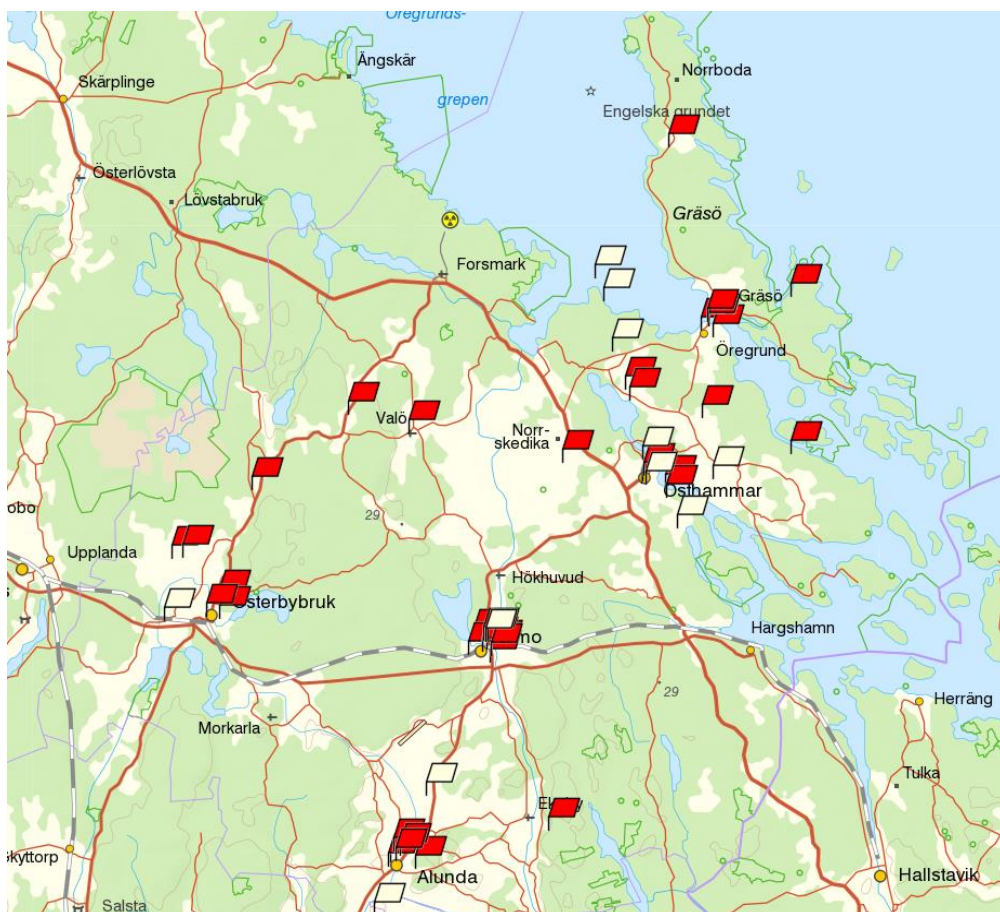 Öregrunds-
Ängskär
Norrboda
Skärplinge
grepen
Engelska grundet
Österlövsta
Lövstabruk
Gräsö
Forsmark
Gräsö
Öregrund
Valö
Norr-
skedika
Östhammar
obo
29
Upplanda
Hökhuvud
Österbybruk
s
mo
Hargshamn
29
Herräng
Morkarla
Tulka
Skyttorp
Alunda
Hallstavik
Salsta